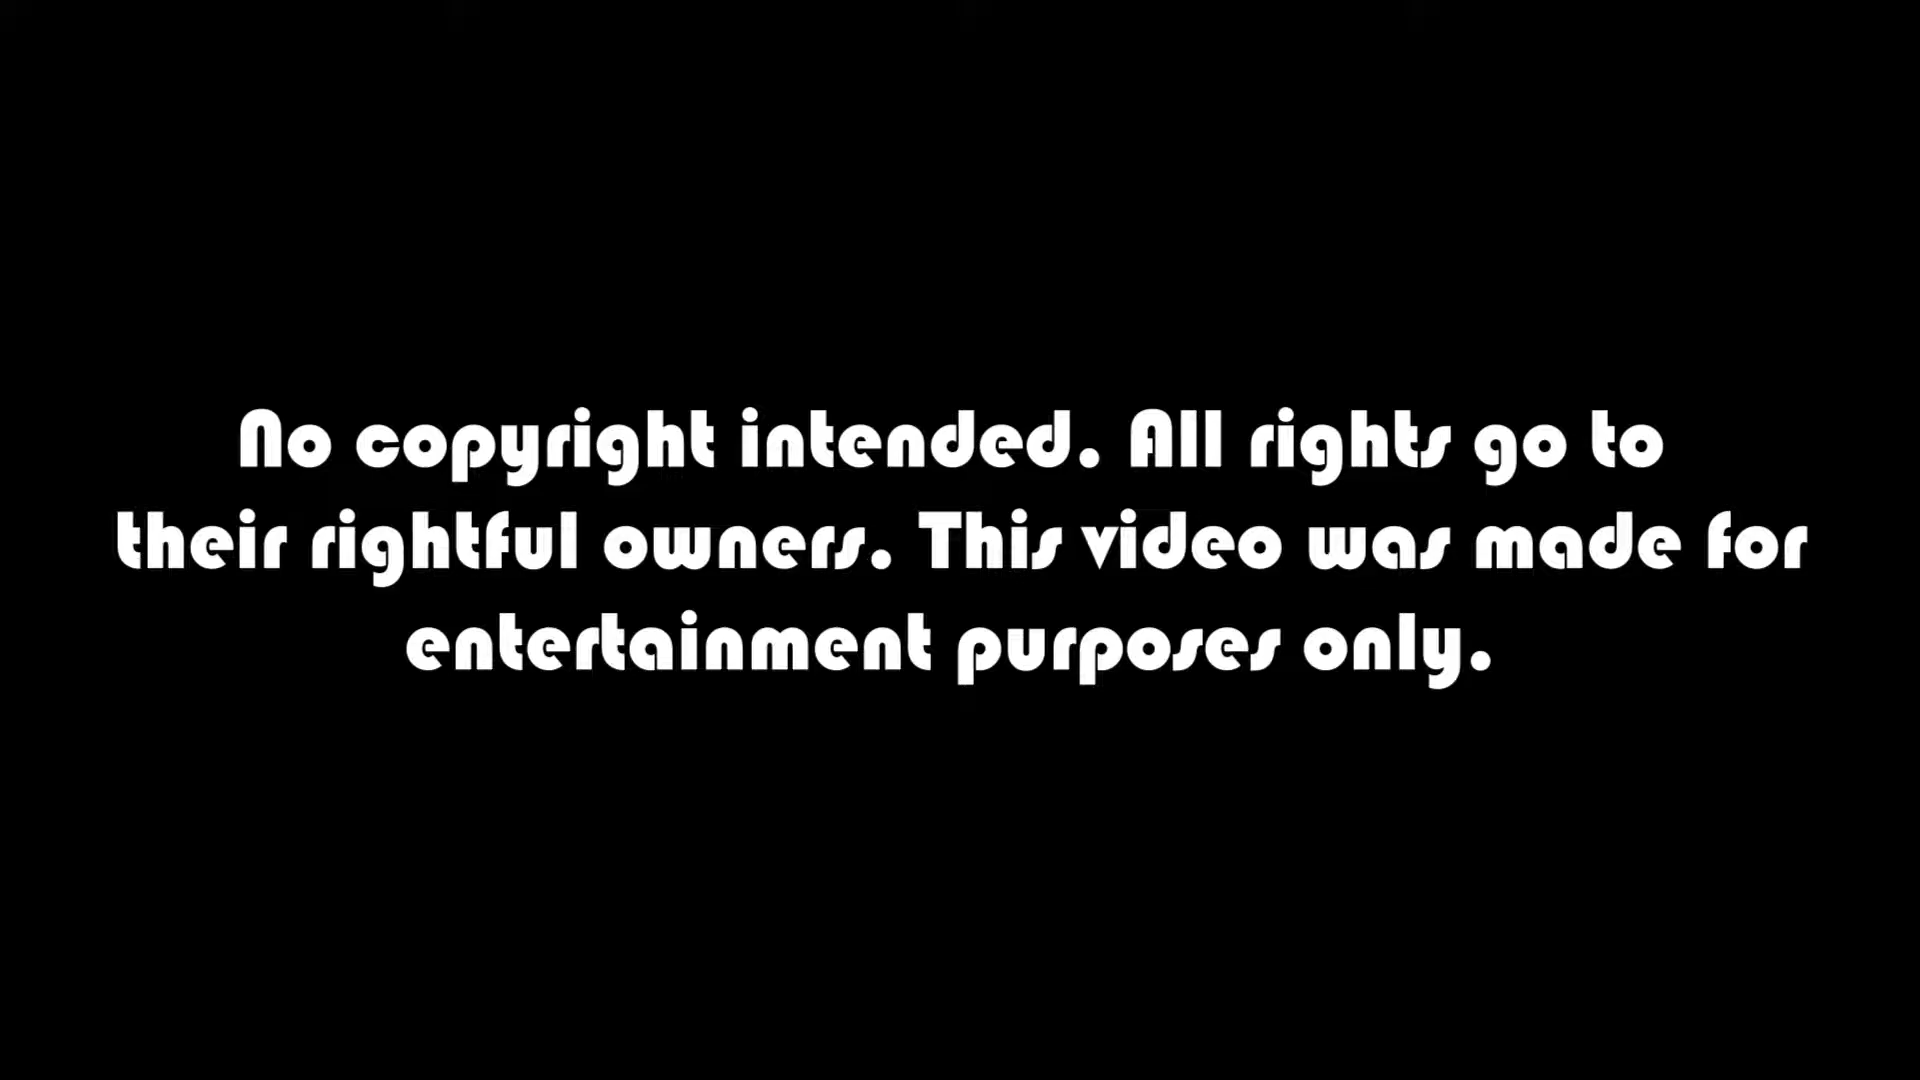 No copyright intended. All rights go to
their rightful owners. This video was made for
entertainment purposes only.